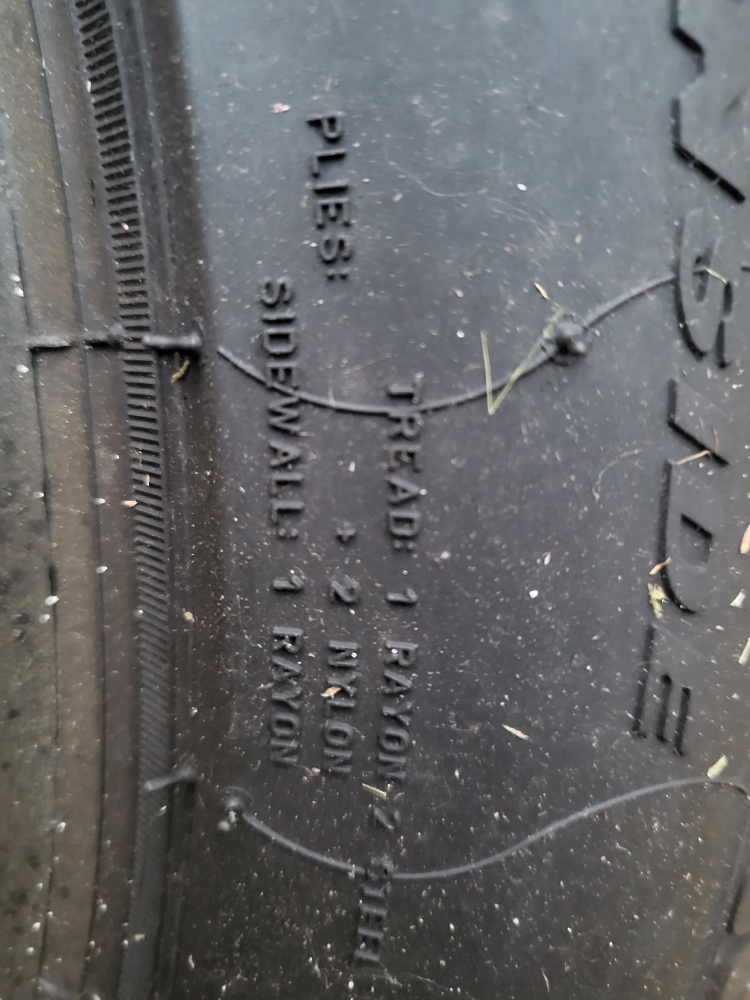 PLIES:
TREAD: 1 RAYON 2 STEEL
+ 2 NYLON
SIDEWALL: 1 RAYON